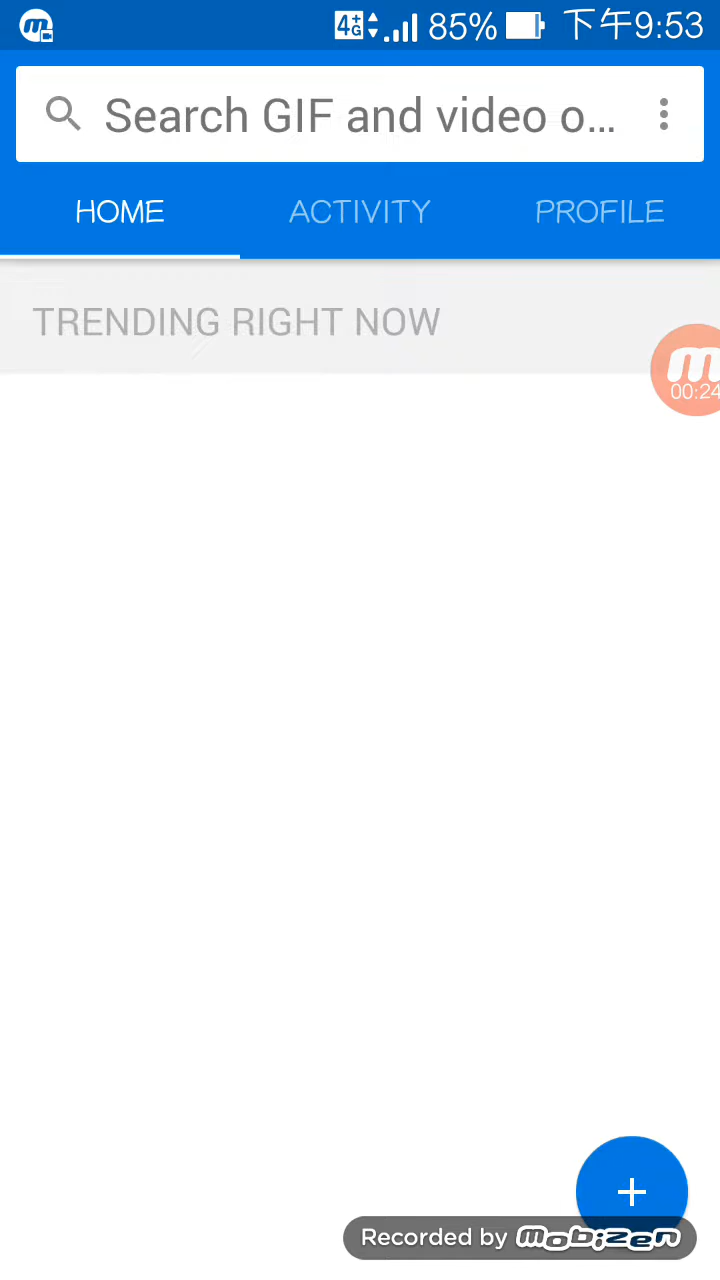 4G+ 85% 下午9:53
Search GIF and video o...
HOME ACTIVITY PROFILE
TRENDING RIGHT NOW
m
00:24
+
Recorded by mobizen